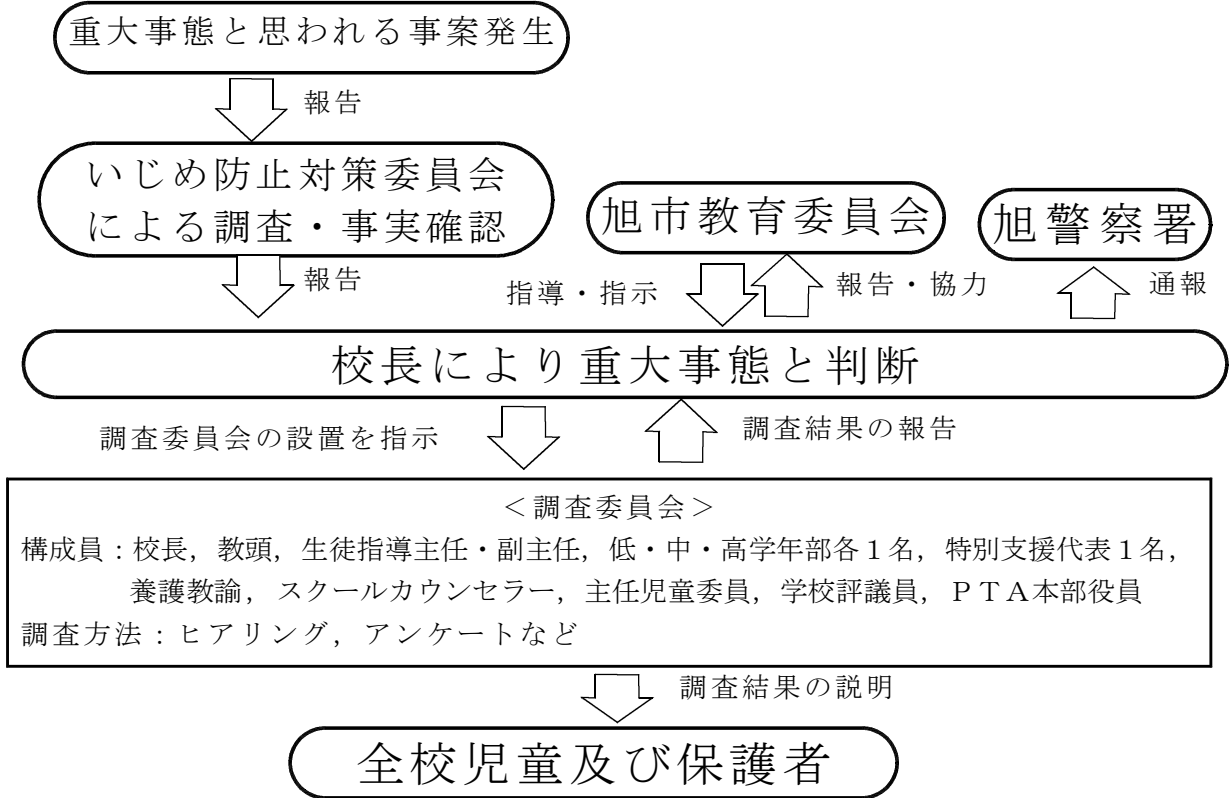 重大事態と思われる事案発生
報告
いじめ防止対策委員会
による調査・事実確認
旭市教育委員会
旭警察署
報告
指導・指示
報告・協力
通報
校長により重大事態と判断
調査委員会の設置を指示
調査結果の報告
＜調査委員会＞
構成員：校長，教頭，生徒指導主任・副主任，低・中・高学年部各１名，特別支援代表１名，
養護教諭，スクールカウンセラー，主任児童委員，学校評議員，ＰＴＡ本部役員
調査方法：ヒアリング，アンケートなど
調査結果の説明
全校児童及び保護者